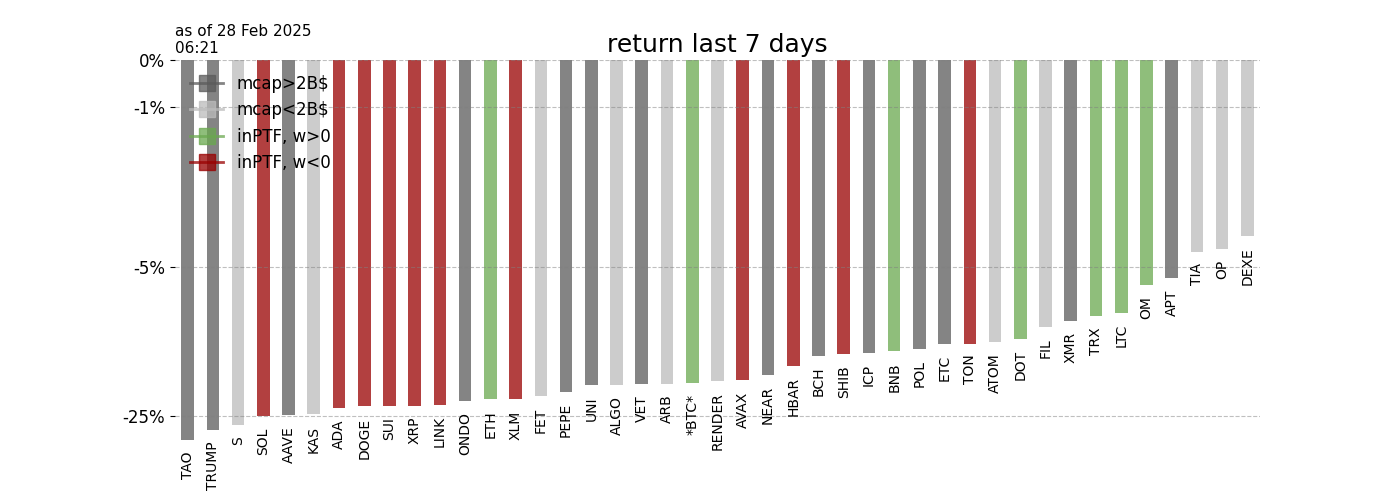 as of 28 Feb 2025
06:21
return last 7 days
0%
-1%
-5%
-25%
mcap>2B$
mcap<2B$
inPTF, w>0
inPTF, w<0
TAO
TRUMP
S
SOL
AAVE
KAS
ADA
DOGE
SUI
XRP
LINK
ONDO
ETH
XLM
FET
PEPE
UNI
ALGO
VET
ARB
*BTC*
RENDER
AVAX
NEAR
HBAR
BCH
SHIB
ICP
BNB
POL
ETC
TON
ATOM
DOT
FIL
XMR
TRX
LTC
OM
APT
TIA
OP
DEXE